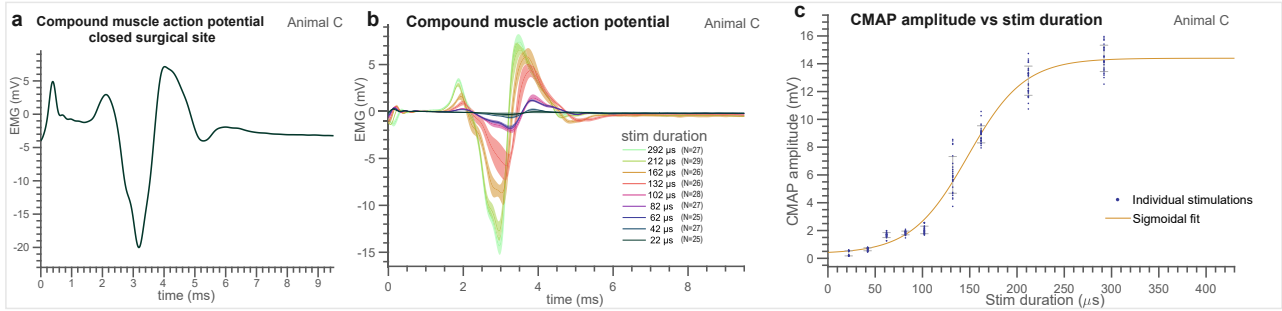 a
Compound muscle action potential
closed surgical site
Animal C
EMG (mV)
5
0
-5
-10
-15
-20
0 1 2 3 4 5 6 7 8 9
time (ms)
b
Compound muscle action potential
Animal C
EMG (mV)
5
0
-5
-10
-15
0 2 4 6 8
time (ms)
stim duration
292 µs (N=27)
212 µs (N=29)
162 µs (N=26)
132 µs (N=26)
102 µs (N=28)
82 µs (N=27)
62 µs (N=25)
42 µs (N=27)
22 µs (N=25)
c
CMAP amplitude vs stim duration
Animal C
CMAP amplitude (mV)
16
14
12
10
8
6
4
2
0
0 50 100 150 200 250 300 350 400
Stim duration (µs)
Individual stimulations
Sigmoidal fit